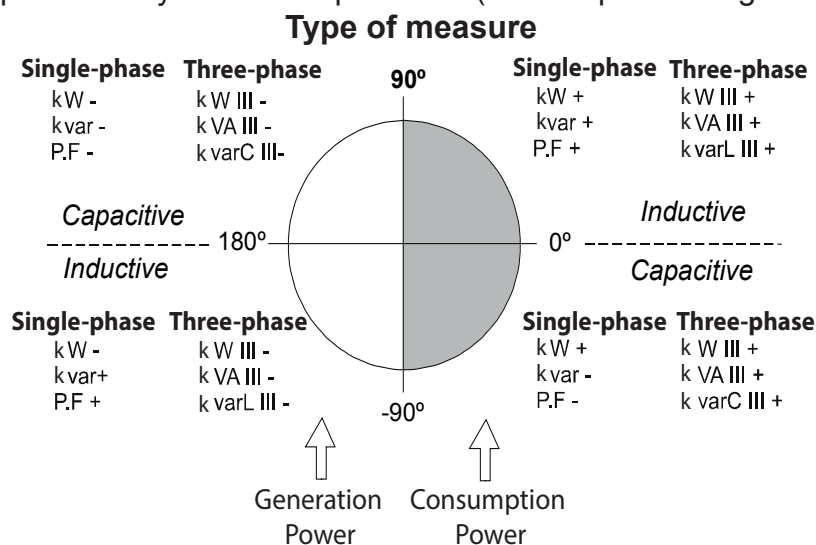 Type of measure
Single-phase Three-phase
kW - k W III -
kvar - k VA III -
P.F - k varC III-
90º
Single-phase Three-phase
kW + k W III +
kvar + k VA III +
P.F + k varL III +
Capacitive
Inductive
180º
0º
Inductive
Capacitive
Single-phase Three-phase
kW - k W III -
kvar+ k VA III -
P.F + k varL III -
-90º
Single-phase Three-phase
kW + k W III +
kvar - k VA III +
P.F - k varC III +
Generation
Power
Consumption
Power